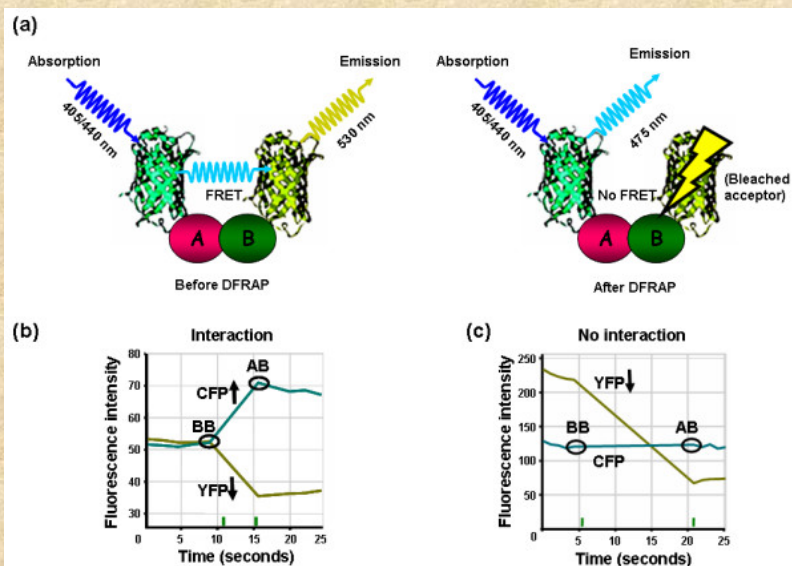 (a)
Absorption
Emission
405/440 nm
530 nm
FRET
A
B
Before DFRAP
Absorption
Emission
405/440 nm
475 nm
No FRET
(Bleached
acceptor)
A
B
After DFRAP
(b)
Interaction
Fluorescence intensity
80
70
60
50
40
30
0
5
10
15
20
25
CFP
AB
BB
YFP
Time (seconds)
(c)
No interaction
Fluorescence intensity
250
200
150
100
50
0
5
10
15
20
25
YFP
BB
AB
CFP
Time (seconds)